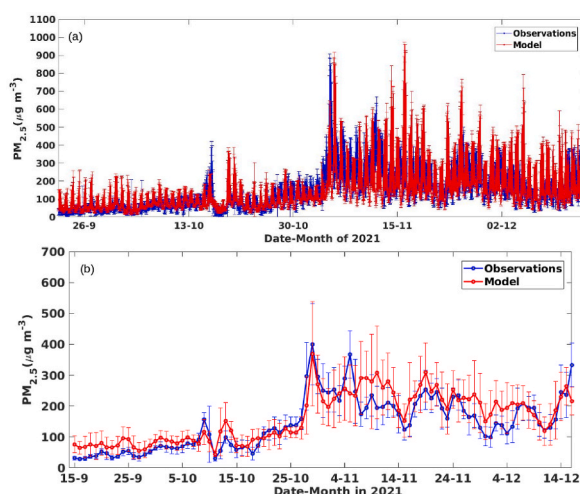 (a)
Observations
Model
PM2.5(μg m-3)
1100
1000
900
800
700
600
500
400
300
200
100
0
26-9 13-10 30-10 15-11 02-12
Date-Month of 2021
(b)
Observations
Model
PM2.5(μg m-3)
700
600
500
400
300
200
100
0
15-9 25-9 5-10 15-10 25-10 4-11 14-11 24-11 4-12 14-12
Date-Month in 2021